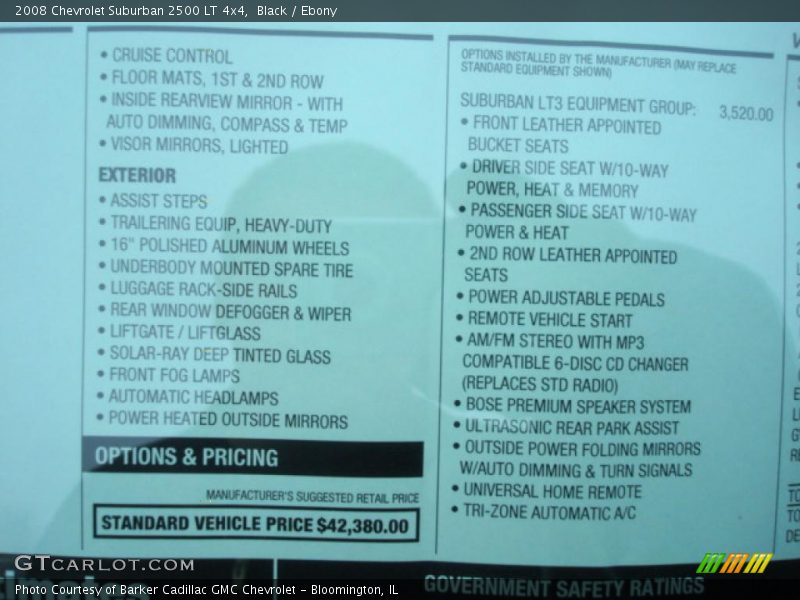 2008 Chevrolet Suburban 2500 LT 4x4, Black / Ebony
• CRUISE CONTROL
• FLOOR MATS, 1ST & 2ND ROW
• INSIDE REARVIEW MIRROR - WITH
AUTO DIMMING, COMPASS & TEMP
• VISOR MIRRORS, LIGHTED
EXTERIOR
• ASSIST STEPS
• TRAILERING EQUIP, HEAVY-DUTY
• 16" POLISHED ALUMINUM WHEELS
• UNDERBODY MOUNTED SPARE TIRE
• LUGGAGE RACK-SIDE RAILS
• REAR WINDOW DEFOGGER & WIPER
• LIFTGATE / LIFTGLASS
• SOLAR-RAY DEEP TINTED GLASS
• FRONT FOG LAMPS
• AUTOMATIC HEADLAMPS
• POWER HEATED OUTSIDE MIRRORS
OPTIONS & PRICING
MANUFACTURER'S SUGGESTED RETAIL PRICE
STANDARD VEHICLE PRICE $42,380.00
OPTIONS INSTALLED BY THE MANUFACTURER (MAY REPLACE
STANDARD EQUIPMENT SHOWN)
SUBURBAN LT3 EQUIPMENT GROUP: 3,520.00
• FRONT LEATHER APPOINTED
BUCKET SEATS
• DRIVER SIDE SEAT W/10-WAY
POWER, HEAT & MEMORY
• PASSENGER SIDE SEAT W/10-WAY
POWER & HEAT
• 2ND ROW LEATHER APPOINTED
SEATS
• POWER ADJUSTABLE PEDALS
• REMOTE VEHICLE START
• AM/FM STEREO WITH MP3
COMPATIBLE 6-DISC CD CHANGER
(REPLACES STD RADIO)
• BOSE PREMIUM SPEAKER SYSTEM
• ULTRASONIC REAR PARK ASSIST
• OUTSIDE POWER FOLDING MIRRORS
W/AUTO DIMMING & TURN SIGNALS
• UNIVERSAL HOME REMOTE
• TRI-ZONE AUTOMATIC A/C
GOVERNMENT SAFETY RATINGS
GTCARLOT.COM
Photo Courtesy of Barker Cadillac GMC Chevrolet - Bloomington, IL